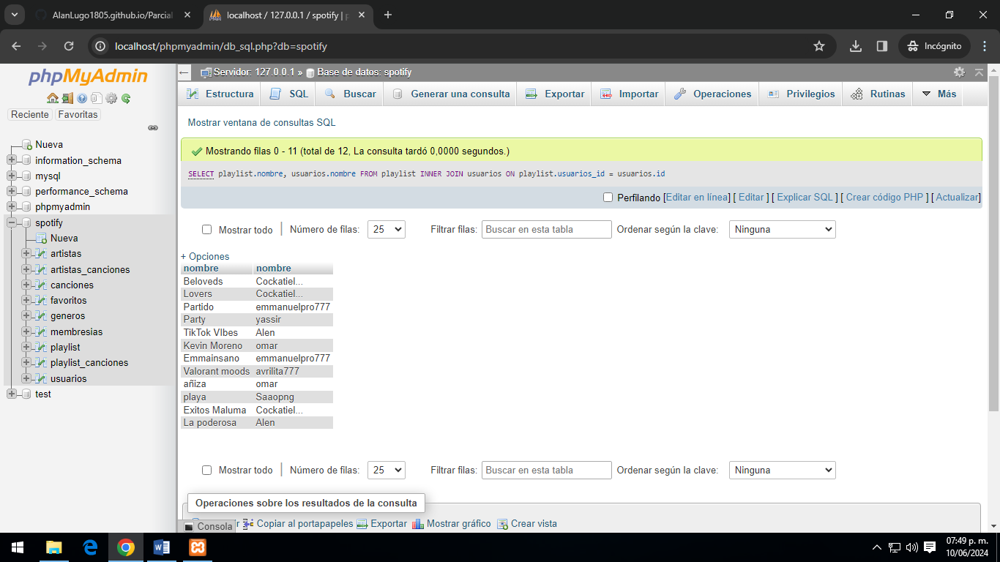 AlanLugo1805.github.io/Parcial
localhost / 127.0.0.1 / spotify | p
localhost/phpmyadmin/db_sql.php?db=spotify
Incógnito
phpMyAdmin
Reciente Favoritas
Nueva
information_schema
mysql
performance_schema
phpmyadmin
spotify
Nueva
artistas
artistas_canciones
canciones
favoritos
generos
membresias
playlist
playlist_canciones
usuarios
test
Servidor: 127.0.0.1 » Base de datos: spotify
Estructura SQL Buscar Generar una consulta Exportar Importar Operaciones Privilegios Rutinas Más
Mostrar ventana de consultas SQL
Mostrando filas 0 - 11 (total de 12, La consulta tardó 0,0000 segundos.)
SELECT playlist.nombre, usuarios.nombre FROM playlist INNER JOIN usuarios ON playlist.usuarios_id = usuarios.id
Perfilando [Editar en línea] [ Editar ] [ Explicar SQL ] [ Crear código PHP ] [ Actualizar]
Mostrar todo | Número de filas: 25 Filtrar filas: Buscar en esta tabla Ordenar según la clave: Ninguna
+ Opciones
nombre nombre
Beloveds Cockatiel...
Lovers Cockatiel...
Partido emmanuelpro777
Party yassir
TikTok VIbes Alen
Kevin Moreno omar
Emmainsano emmanuelpro777
Valorant moods avrilita777
añiza omar
playa Saaopng
Exitos Maluma Cockatiel...
La poderosa Alen
Mostrar todo | Número de filas: 25 Filtrar filas: Buscar en esta tabla Ordenar según la clave: Ninguna
Operaciones sobre los resultados de la consulta
r Copiar al portapapeles Exportar Mostrar gráfico Crear vista
Consola
07:49 p. m.
10/06/2024